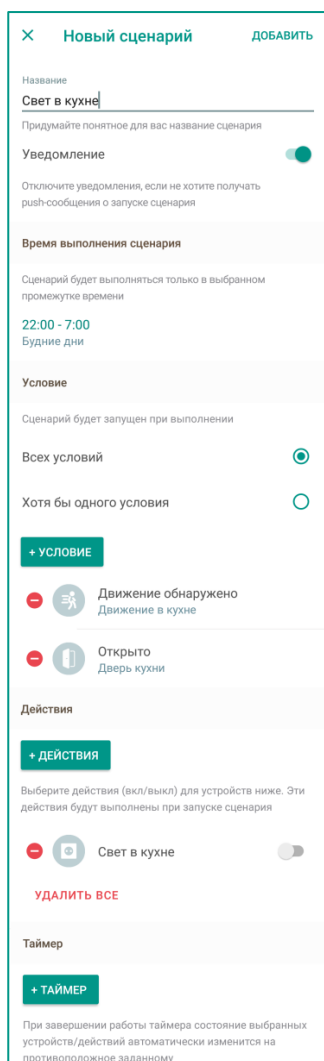 Новый сценарий ДОБАВИТЬ
Название
Свет в кухне
Придумайте понятное для вас название сценария
Уведомление
Отключите уведомления, если не хотите получать
push-сообщения о запуске сценария
Время выполнения сценария
Сценарий будет выполняться только в выбранном
промежутке времени
22:00 - 7:00
Будние дни
Условие
Сценарий будет запущен при выполнении
Всех условий
Хотя бы одного условия
+ УСЛОВИЕ
Движение обнаружено
Движение в кухне
Открыто
Дверь кухни
Действия
+ ДЕЙСТВИЯ
Выберите действия (вкл/выкл) для устройств ниже. Эти
действия будут выполнены при запуске сценария
Свет в кухне
УДАЛИТЬ ВСЕ
Таймер
+ ТАЙМЕР
При завершении работы таймера состояние выбранных
устройств/действий автоматически изменится на
противоположное заданному